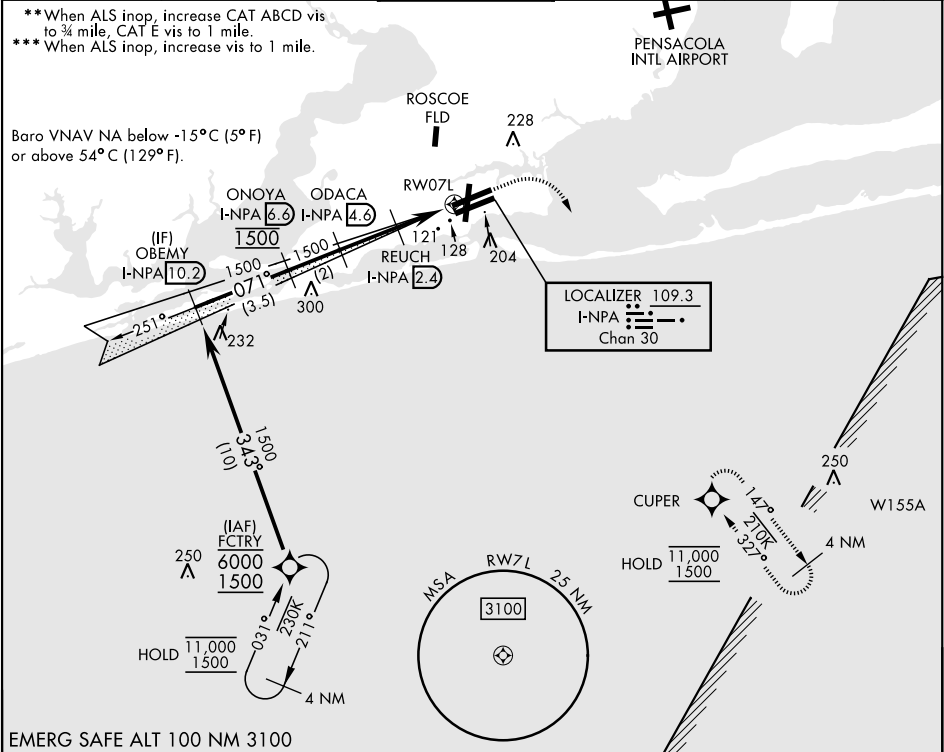 **When ALS inop, increase CAT ABCD vis
to ¾ mile, CAT E vis to 1 mile.
***When ALS inop, increase vis to 1 mile.
PENSACOLA
INTL AIRPORT
Baro VNAV NA below -15°C (5°F)
or above 54°C (129°F).
ROSCOE
FLD
228
ONOYA
I-NPA 6.6
1500
ODACA
I-NPA 4.6
RW07L
(IF)
OBEMY
I-NPA 10.2
1500
1500
071°
(3.5)
(2)
251°
232
300
121
128
204
REUCH
I-NPA 2.4
LOCALIZER 109.3
I-NPA
Chan 30
1500
343°
(10)
(IAF)
FCTRY
6000
1500
250
031°
230K
211°
HOLD 11,000
1500
4 NM
MSA RW7L 25 NM
3100
CUPER
147°
210K
327°
HOLD 11,000
1500
4 NM
250
W155A
EMERG SAFE ALT 100 NM 3100